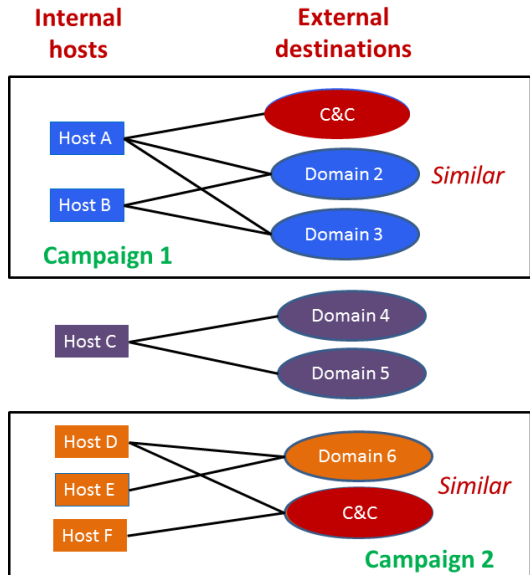 Internal hosts
External destinations
Host A
C&C
Domain 2
Similar
Host B
Domain 3
Campaign 1
Domain 4
Host C
Domain 5
Host D
Domain 6
Host E
Similar
C&C
Host F
Campaign 2